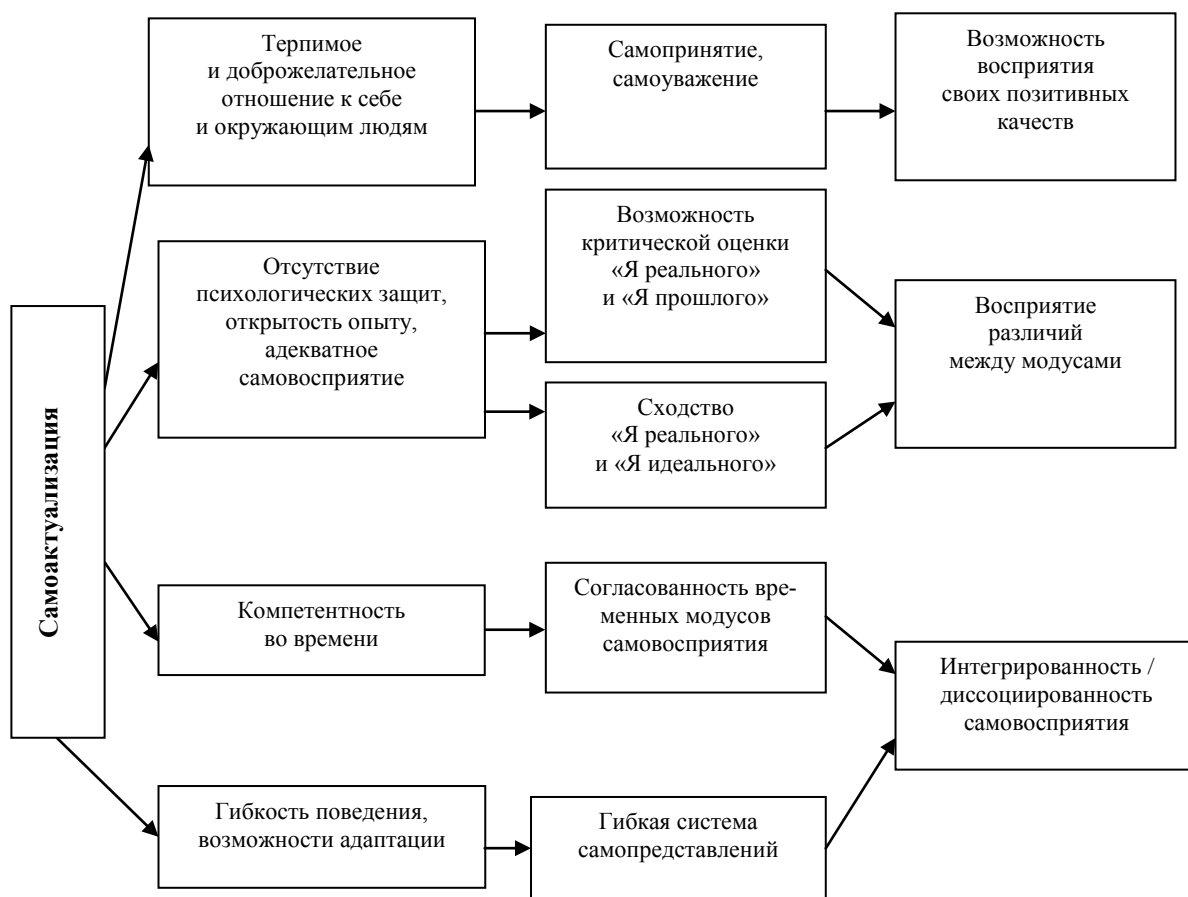 Терпимое
и доброжелательное
отношение к себе
и окружающим людям
Самопринятие,
самоуважение
Возможность
восприятия
своих позитивных
качеств
Отсутствие
психологических защит,
открытость опыту,
адекватное
самовосприятие
Возможность
критической оценки
«Я реального»
и «Я прошлого»
Восприятие
различий
между модусами
Сходство
«Я реального»
и «Я идеального»
Самоактуализация
Компетентность
во времени
Согласованность вре-
менных модусов
самовосприятия
Интегрированность /
диссоциированность
самовосприятия
Гибкость поведения,
возможности адаптации
Гибкая система
самопредставлений